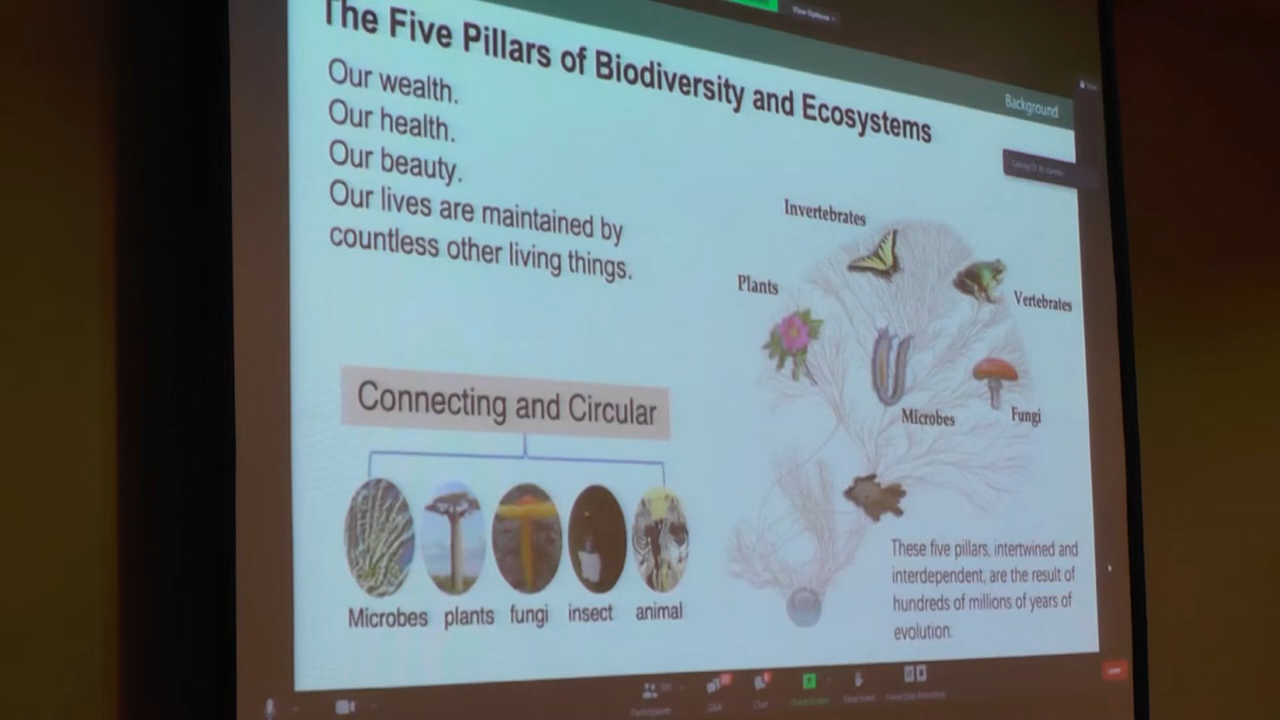 View Options
The Five Pillars of Biodiversity and Ecosystems
Background
Our wealth.
Our health.
Our beauty.
Our lives are maintained by
countless other living things.
Invertebrates
Plants
Vertebrates
Microbes
Fungi
Connecting and Circular
Microbes plants fungi insect animal
These five pillars, intertwined and
interdependent, are the result of
hundreds of millions of years of
evolution.